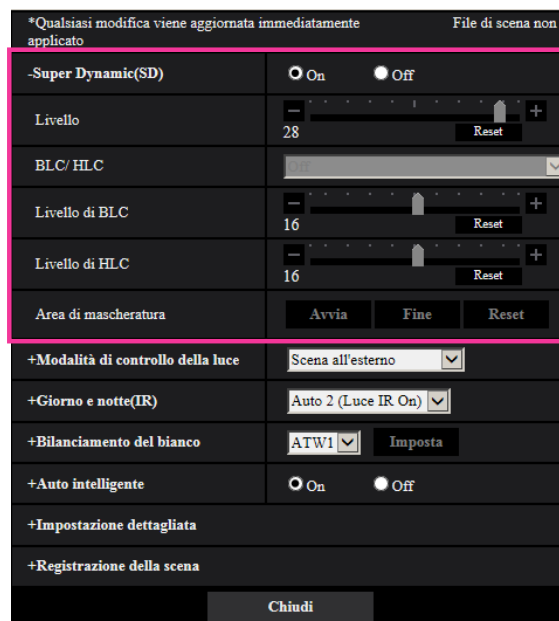 *Qualsiasi modifica viene aggiornata immediatamente File di scena non
applicato
-Super Dynamic(SD) On Off
Livello 28 Reset
BLC/ HLC Off
Livello di BLC 16 Reset
Livello di HLC 16 Reset
Area di mascheratura Avvia Fine Reset
+Modalità di controllo della luce Scena all'esterno
+Giorno e notte(IR) Auto 2 (Luce IR On)
+Bilanciamento del bianco ATW1 Imposta
+Auto intelligente On Off
+Impostazione dettagliata
+Registrazione della scena
Chiudi